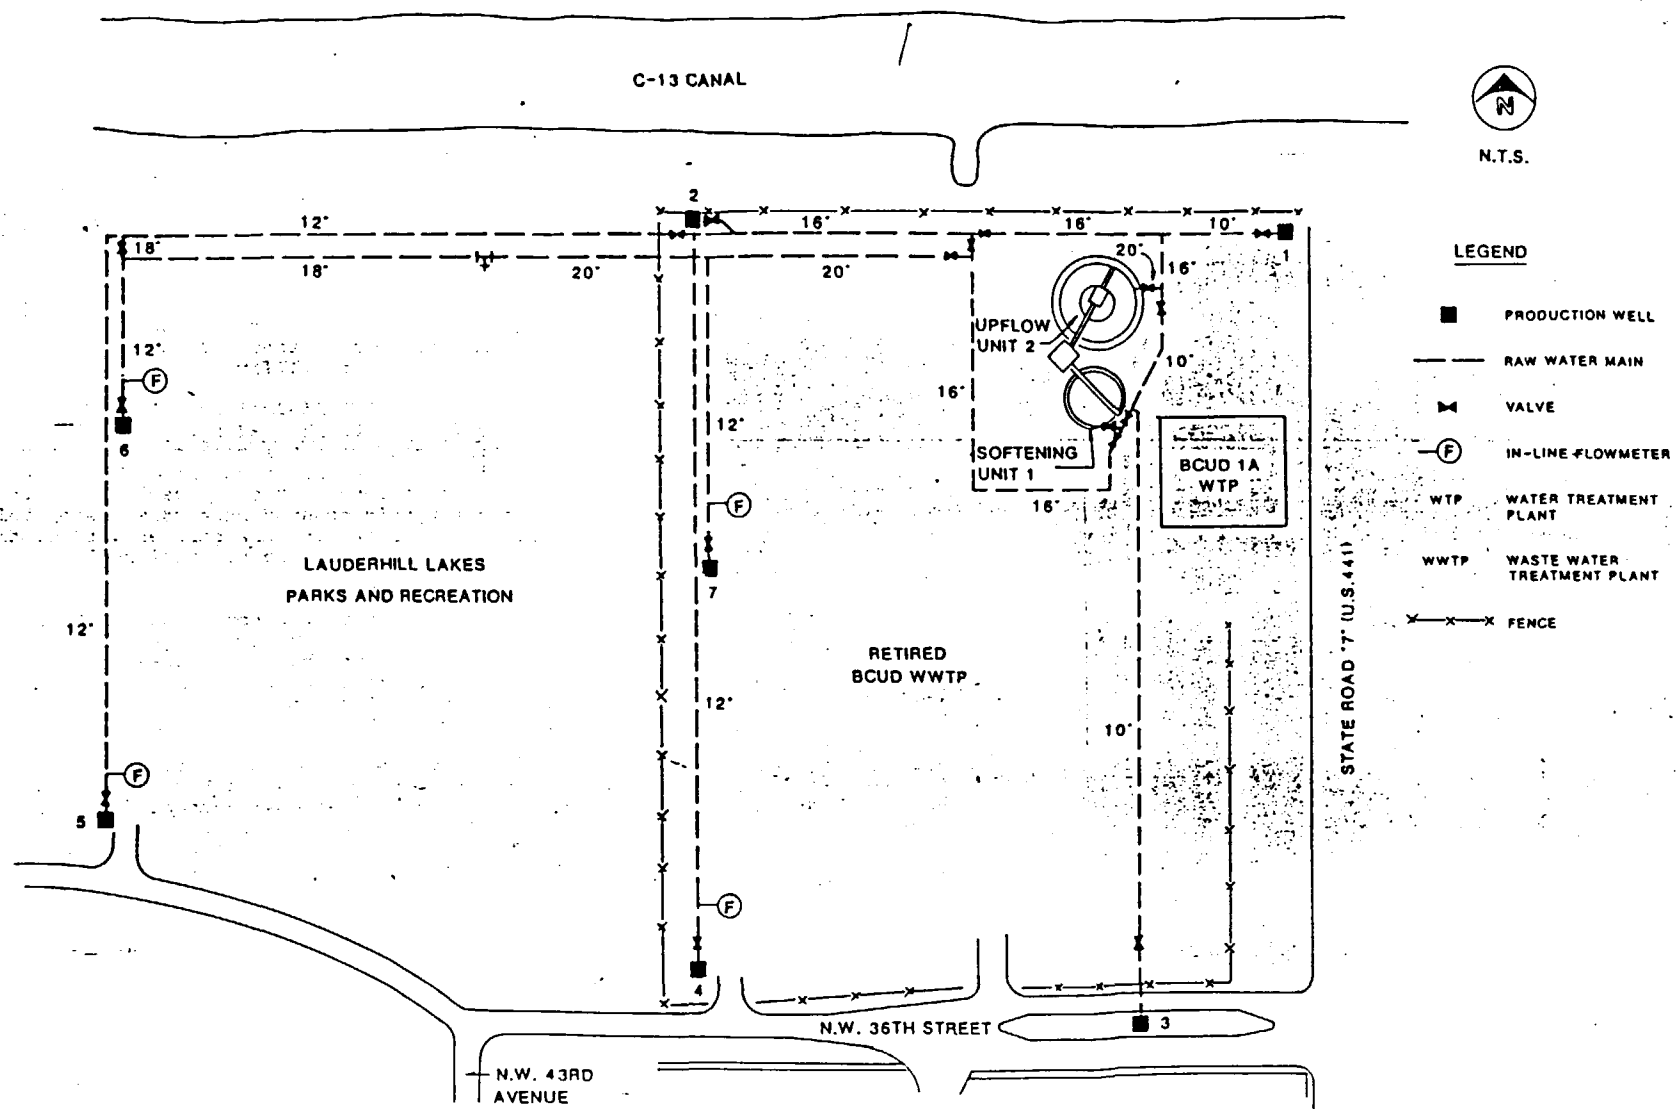 C-13 CANAL
N
N.T.S.
2
12"
16"
16"
10"
18"
1
18"
20"
20"
20"
16"
LEGEND
PRODUCTION WELL
RAW WATER MAIN
VALVE
F
IN-LINE FLOWMETER
WTP
WATER TREATMENT
PLANT
WWTP
WASTE WATER
TREATMENT PLANT
FENCE
UPFLOW
UNIT 2
12"
F
6
10"
16"
12"
SOFTENING
UNIT 1
BCUD 1A
WTP
16"
F
7
LAUDERHILL LAKES
PARKS AND RECREATION
12"
RETIRED
BCUD WWTP
12"
10"
STATE ROAD "7" (U.S.441)
F
5
F
4
N.W. 36TH STREET
3
N.W. 43RD
AVENUE